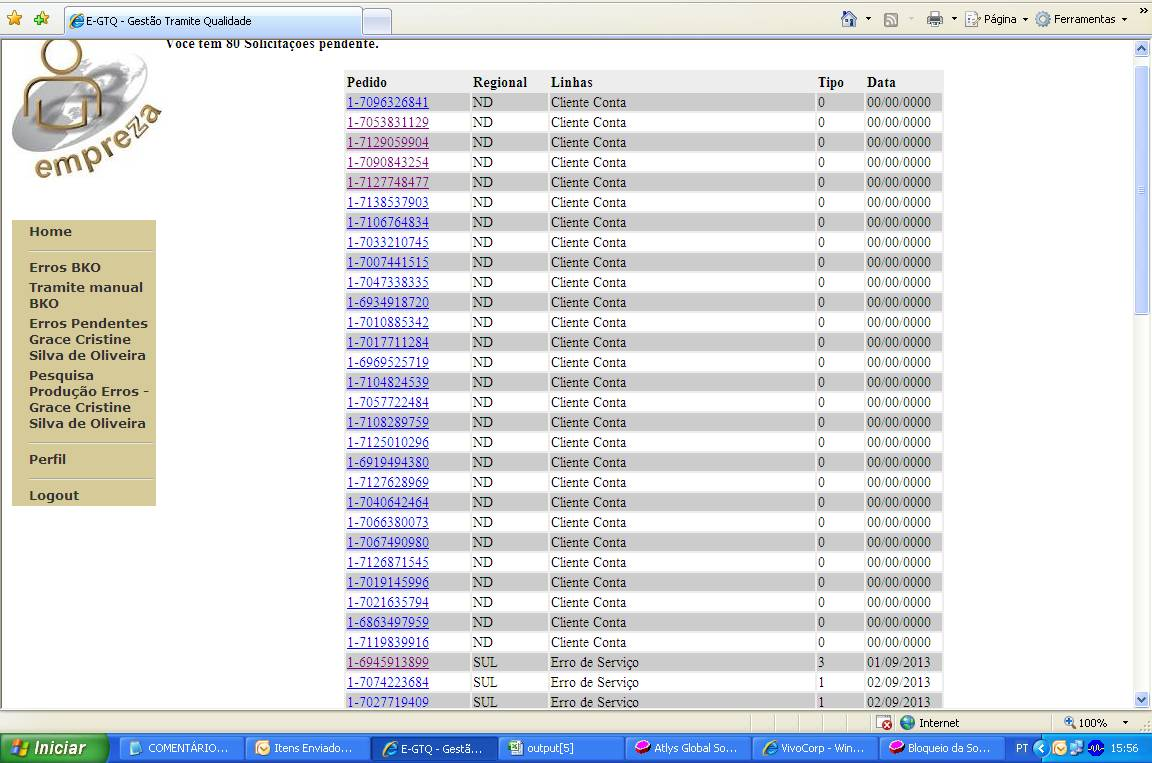 E-GTQ - Gestão Tramite Qualidade
Página
Ferramentas
»
Você tem 80 Solicitações pendente.
empreza
Home
Erros BKO
Tramite manual
BKO
Erros Pendentes
Grace Cristine
Silva de Oliveira
Pesquisa
Produção Erros -
Grace Cristine
Silva de Oliveira
Perfil
Logout
Pedido Regional Linhas Tipo Data
1-7096326841 ND Cliente Conta 0 00/00/0000
1-7053831129 ND Cliente Conta 0 00/00/0000
1-7129059904 ND Cliente Conta 0 00/00/0000
1-7090843254 ND Cliente Conta 0 00/00/0000
1-7127748477 ND Cliente Conta 0 00/00/0000
1-7138537903 ND Cliente Conta 0 00/00/0000
1-7106764834 ND Cliente Conta 0 00/00/0000
1-7033210745 ND Cliente Conta 0 00/00/0000
1-7007441515 ND Cliente Conta 0 00/00/0000
1-7047338335 ND Cliente Conta 0 00/00/0000
1-6934918720 ND Cliente Conta 0 00/00/0000
1-7010885342 ND Cliente Conta 0 00/00/0000
1-7017711284 ND Cliente Conta 0 00/00/0000
1-6969525719 ND Cliente Conta 0 00/00/0000
1-7104824539 ND Cliente Conta 0 00/00/0000
1-7057722484 ND Cliente Conta 0 00/00/0000
1-7108289759 ND Cliente Conta 0 00/00/0000
1-7125010296 ND Cliente Conta 0 00/00/0000
1-6919494380 ND Cliente Conta 0 00/00/0000
1-7127628969 ND Cliente Conta 0 00/00/0000
1-7040642464 ND Cliente Conta 0 00/00/0000
1-7066380073 ND Cliente Conta 0 00/00/0000
1-7067490980 ND Cliente Conta 0 00/00/0000
1-7126871545 ND Cliente Conta 0 00/00/0000
1-7019145996 ND Cliente Conta 0 00/00/0000
1-7021635794 ND Cliente Conta 0 00/00/0000
1-6863497959 ND Cliente Conta 0 00/00/0000
1-7119839916 ND Cliente Conta 0 00/00/0000
1-6945913899 SUL Erro de Serviço 3 01/09/2013
1-7074223684 SUL Erro de Serviço 1 02/09/2013
1-7027719409 SUL Erro de Serviço 1 02/09/2013
Internet 100%
Iniciar COMENTÁRIO... Itens Enviado... E-GTQ - Gestã... output[5] Atlys Global So... VivoCorp - Win... Bloqueio da So... PT 15:56